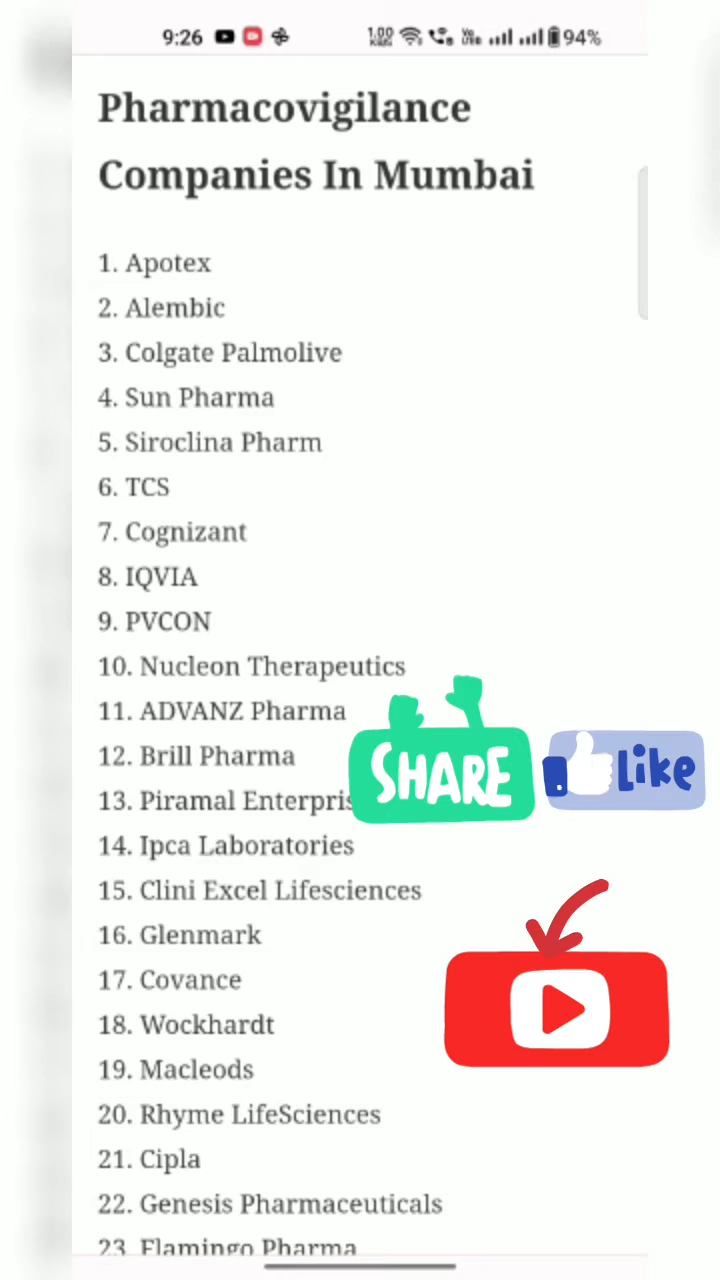 9:26
1.00
94%
Pharmacovigilance
Companies In Mumbai
1. Apotex
2. Alembic
3. Colgate Palmolive
4. Sun Pharma
5. Siroclina Pharm
6. TCS
7. Cognizant
8. IQVIA
9. PVCON
10. Nucleon Therapeutics
11. ADVANZ Pharma
12. Brill Pharma
13. Piramal Enterpris
SHARE
Like
14. Ipca Laboratories
15. Clini Excel Lifesciences
16. Glenmark
17. Covance
18. Wockhardt
19. Macleods
20. Rhyme LifeSciences
21. Cipla
22. Genesis Pharmaceuticals
23. Flamingo Pharma